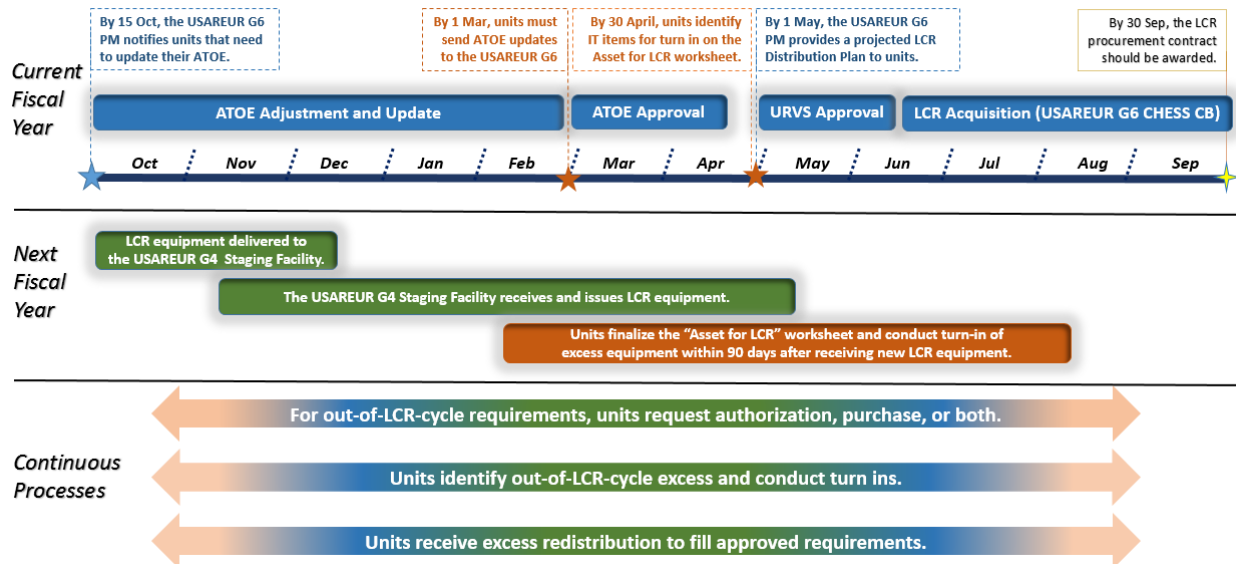 By 15 Oct, the USAREUR G6
PM notifies units that need
to update their ATOE.
By 1 Mar, units must
send ATOE updates
to the USAREUR G6
By 30 April, units identify
IT items for turn in on the
Asset for LCR worksheet.
By 1 May, the USAREUR G6
PM provides a projected LCR
Distribution Plan to units.
By 30 Sep, the LCR
procurement contract
should be awarded.
Current
Fiscal
Year
ATOE Adjustment and Update
ATOE Approval
URVS Approval
LCR Acquisition (USAREUR G6 CHESS CB)
Oct Nov Dec Jan Feb Mar Apr May Jun Jul Aug Sep
Next
Fiscal
Year
LCR equipment delivered to
the USAREUR G4 Staging Facility.
The USAREUR G4 Staging Facility receives and issues LCR equipment.
Units finalize the “Asset for LCR” worksheet and conduct turn-in of
excess equipment within 90 days after receiving new LCR equipment.
Continuous
Processes
For out-of-LCR-cycle requirements, units request authorization, purchase, or both.
Units identify out-of-LCR-cycle excess and conduct turn ins.
Units receive excess redistribution to fill approved requirements.